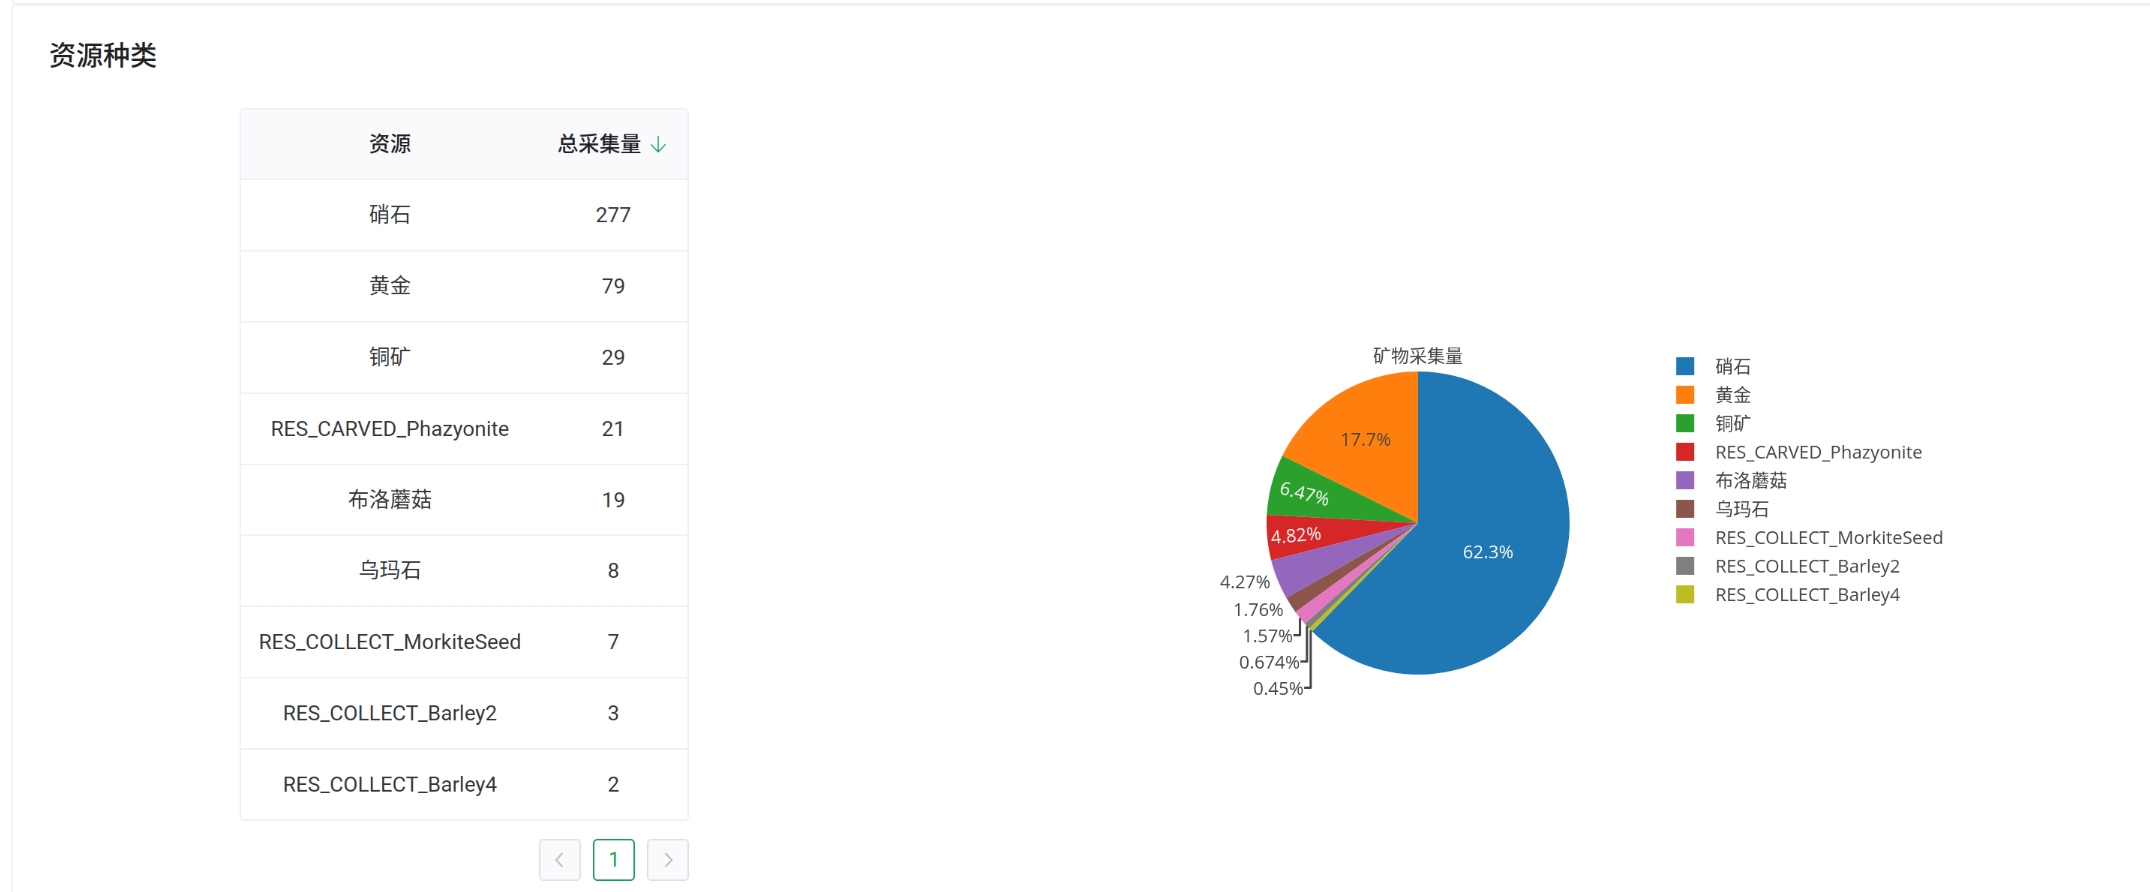 资源种类
资源 总采集量
硝石 277
黄金 79
铜矿 29
RES_CARVED_Phazyonite 21
布洛蘑菇 19
乌玛石 8
RES_COLLECT_MorkiteSeed 7
RES_COLLECT_Barley2 3
RES_COLLECT_Barley4 2
1
矿物采集量
17.7%
6.47%
4.82%
62.3%
4.27%
1.76%
1.57%
0.674%
0.45%
硝石
黄金
铜矿
RES_CARVED_Phazyonite
布洛蘑菇
乌玛石
RES_COLLECT_MorkiteSeed
RES_COLLECT_Barley2
RES_COLLECT_Barley4